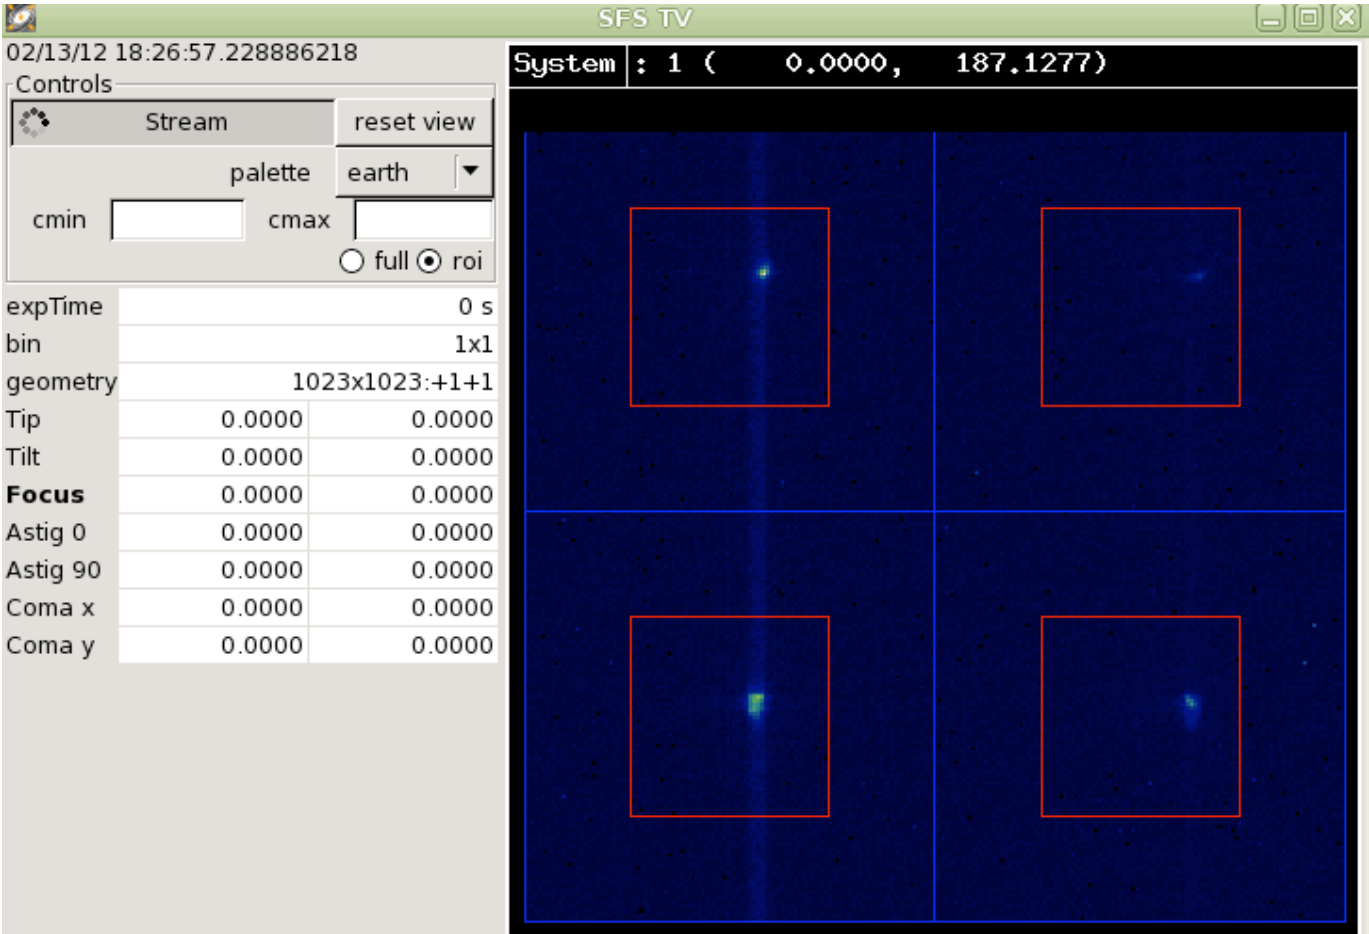 SFS TV
02/13/12 18:26:57.228886218
Controls
Stream reset view
palette earth
cmin cmax
full roi
expTime 0 s
bin 1x1
geometry 1023x1023:+1+1
Tip 0.0000 0.0000
Tilt 0.0000 0.0000
Focus 0.0000 0.0000
Astig 0 0.0000 0.0000
Astig 90 0.0000 0.0000
Coma x 0.0000 0.0000
Coma y 0.0000 0.0000
System : 1 ( 0.0000, 187.1277)